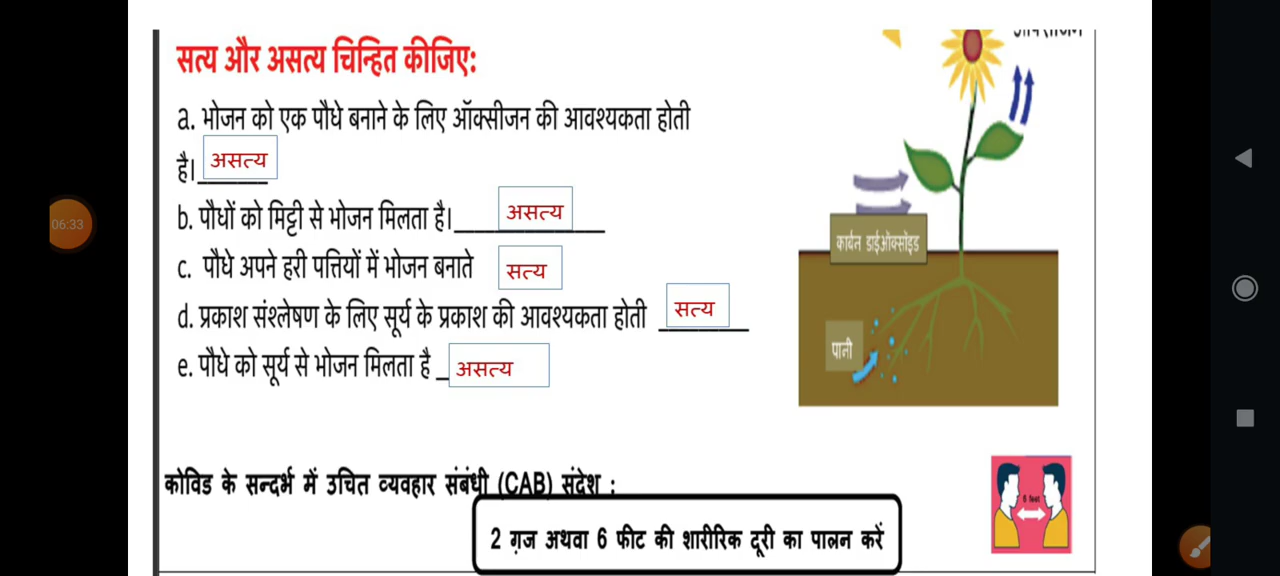 सत्य और असत्य चिन्हित कीजिए:
a. भोजन को एक पौधे बनाने के लिए ऑक्सीजन की आवश्यकता होती
है। असत्य
b. पौधों को मिट्टी से भोजन मिलता है। असत्य
c. पौधे अपने हरी पत्तियों में भोजन बनाते सत्य
d. प्रकाश संश्लेषण के लिए सूर्य के प्रकाश की आवश्यकता होती सत्य
e. पौधे को सूर्य से भोजन मिलता है असत्य
कार्बन डाईऑक्सॉइड
पानी
कोविड के सन्दर्भ में उचित व्यवहार संबंधी (CAB) संदेश :
6 feet
2 ग़ज अथवा 6 फीट की शारीरिक दूरी का पालन करें
06:33